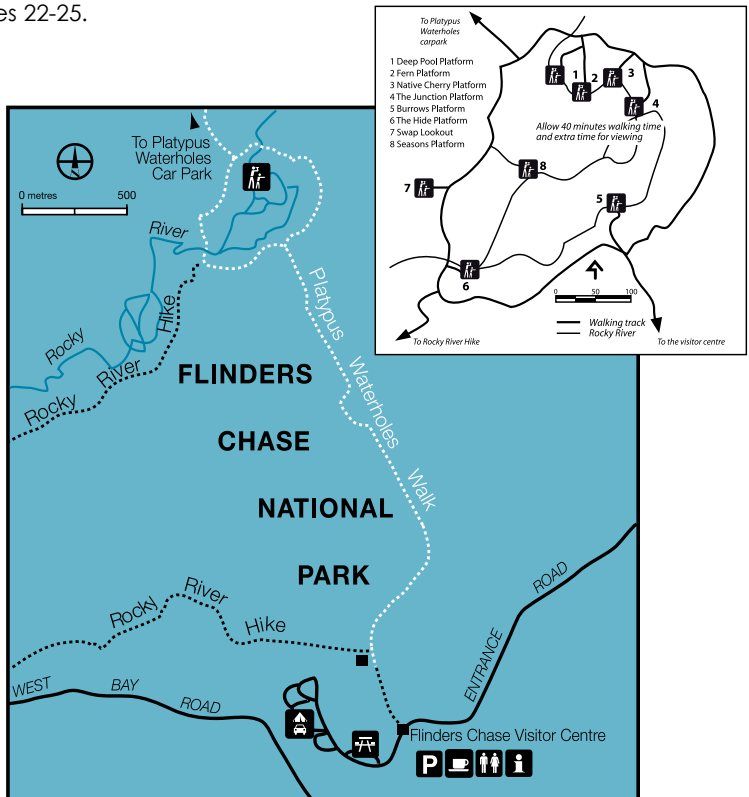 es 22-25.
To Platypus
Waterholes
carpark
1 Deep Pool Platform
2 Fern Platform
3 Native Cherry Platform
4 The Junction Platform
5 Burrows Platform
6 The Hide Platform
7 Swap Lookout
8 Seasons Platform
1
2
3
4
Allow 40 minutes walking time
and extra time for viewing
8
7
5
6
0 50 100
Walking track
Rocky River
To Rocky River Hike
To the visitor centre
To Platypus
Waterholes
Car Park
0 metres 500
River
Rocky
Rocky River Hike
Platypus Waterholes Walk
FLINDERS
CHASE
NATIONAL
PARK
Rocky River Hike
WEST BAY ROAD
ENTRANCE ROAD
Flinders Chase Visitor Centre
P
i